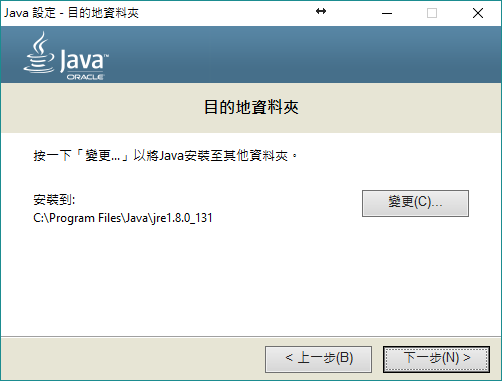 Java 設定 - 目的地資料夾
Java™
ORACLE
目的地資料夾
按一下「變更...」以將Java安裝至其他資料夾。
安裝到:
變更(C)...
C:\Program Files\Java\jre1.8.0_131
< 上一步(B)
下一步(N) >